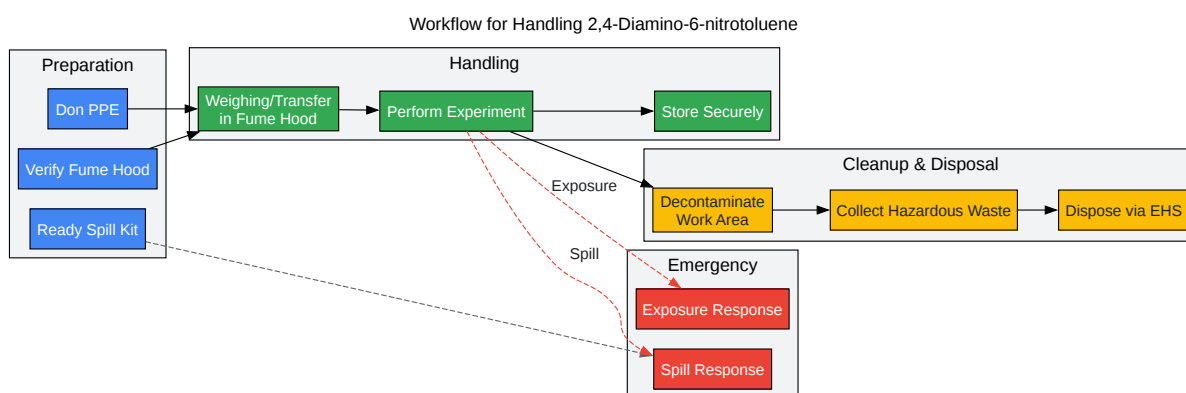 Workflow for Handling 2,4-Diamino-6-nitrotoluene
Preparation
Don PPE
Verify Fume Hood
Ready Spill Kit
Handling
Weighing/Transfer
in Fume Hood
Perform Experiment
Store Securely
Exposure
Spill
Cleanup & Disposal
Decontaminate
Work Area
Collect Hazardous Waste
Dispose via EHS
Emergency
Exposure Response
Spill Response